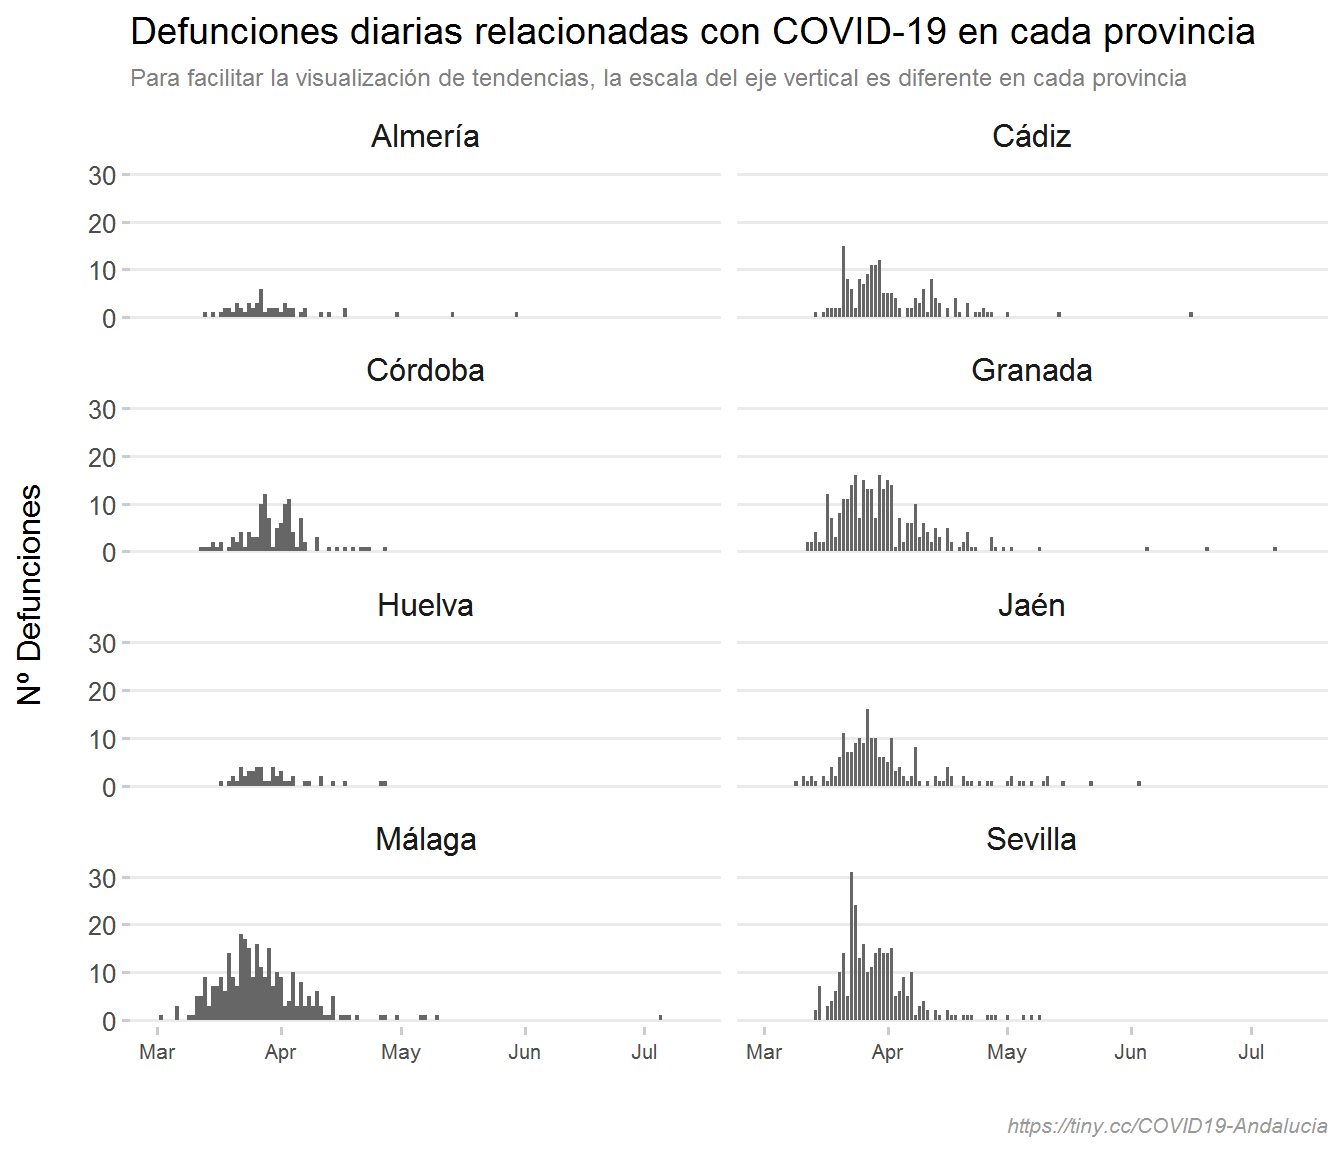 Defunciones diarias relacionadas con COVID-19 en cada provincia
Para facilitar la visualización de tendencias, la escala del eje vertical es diferente en cada provincia
Nº Defunciones
Almería
Cádiz
30
20
10
0
Córdoba
Granada
30
20
10
0
Huelva
Jaén
30
20
10
0
Málaga
Sevilla
30
20
10
0
Mar Apr May Jun Jul
Mar Apr May Jun Jul
https://tiny.cc/COVID19-Andalucia